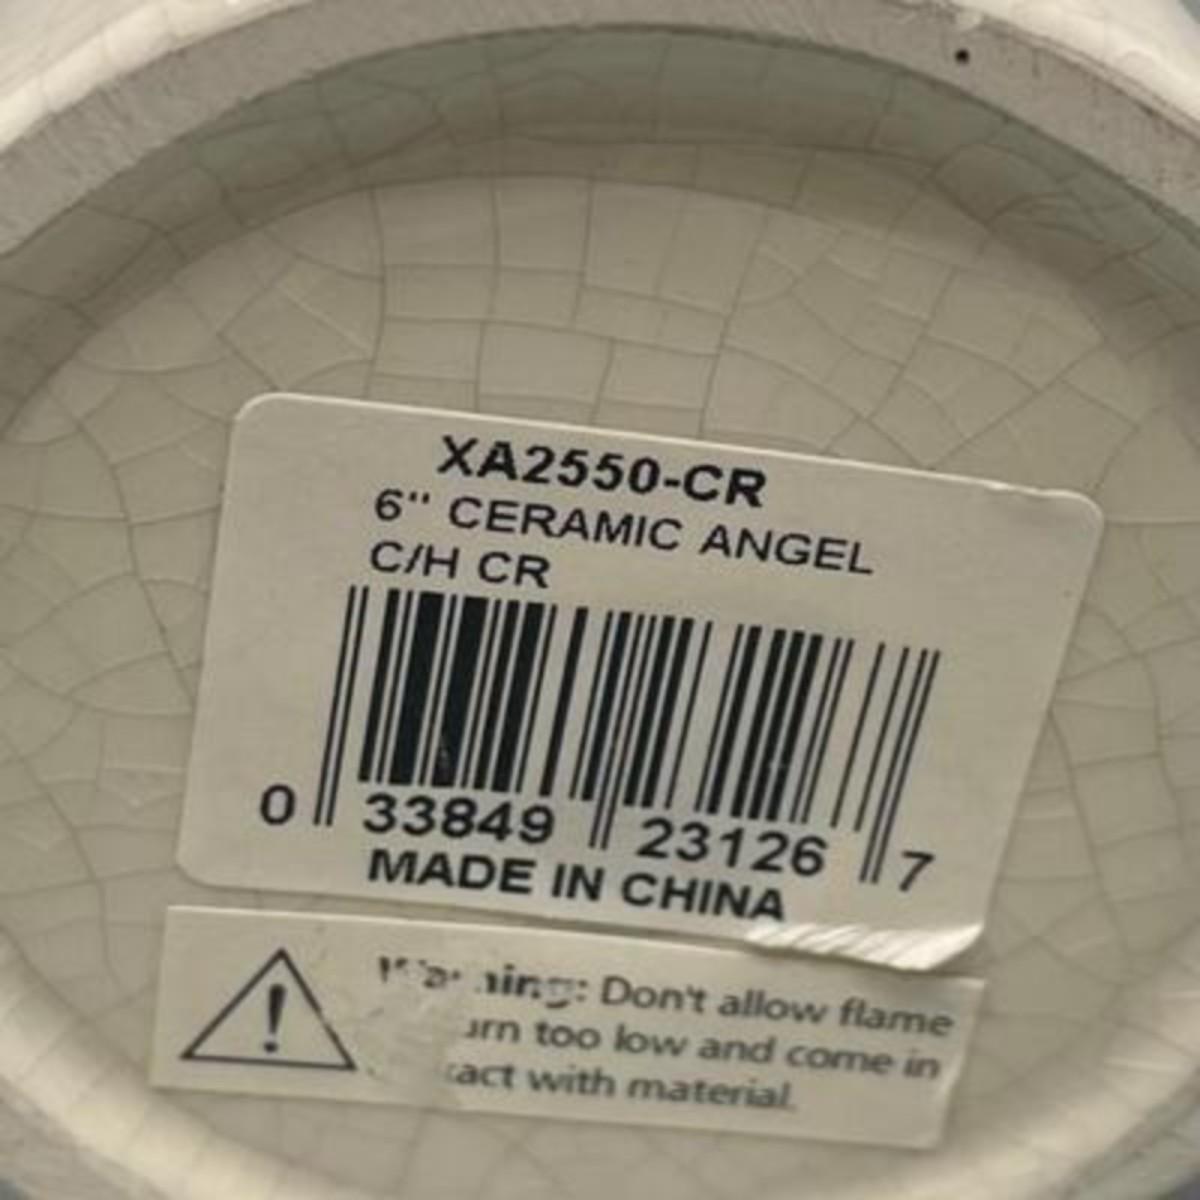 XA2550-CR
6" CERAMIC ANGEL
C/H CR
0 33849 23126 7
MADE IN CHINA
Don't allow flame
too low and come in
with material.